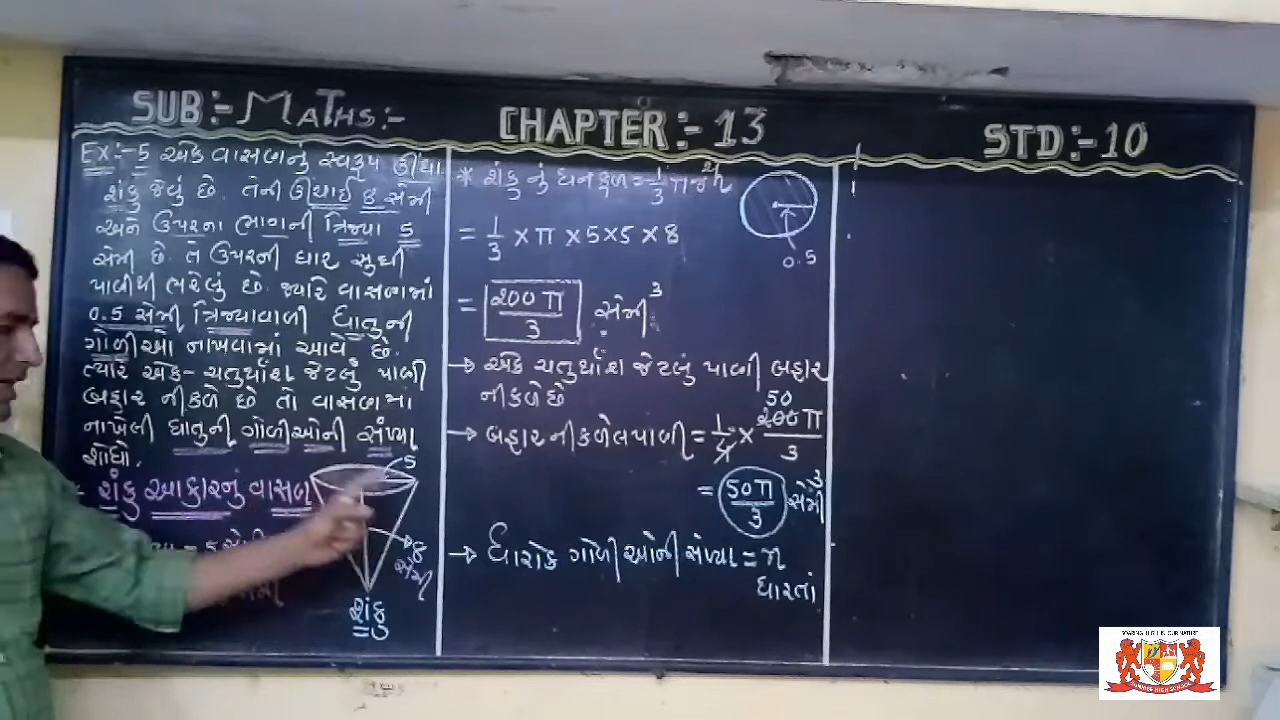 SUB:- MATHS:-
CHAPTER:- 13
STD:- 10
EX:-5 એક વાસણનું સ્વરૂપ ઊંધા
શંકુ જેવું છે. તેની ઊંચાઈ 8 સેમી
અને ઉપરના ભાગની ત્રિજ્યા 5
સેમી છે. તે ઉપરની ધાર સુધી
પાણીથી ભરેલું છે. જ્યારે વાસણમાં
0.5 સેમી ત્રિજ્યાવાળી ધાતુની
ગોળીઓ નાખવામાં આવે છે.
ત્યારે એક-ચતુર્થાંશ જેટલું પાણી
બહાર નીકળે છે તો વાસણમાં
નાખેલી ધાતુની ગોળીઓની સંખ્યા
શોધો.
શંકુ આકારનું વાસણ
5
8
સેમી
શંકુ
* શંકુ નું ઘનફળ = 1/3 πr²h
= 1/3 × π × 5 × 5 × 8
= 200π/3 સેમી³
→ એક ચતુર્થાંશ જેટલું પાણી બહાર
નીકળે છે
50
→ બહાર નીકળેલ પાણી = 1/4 × 200π/3
= 50π/3 સેમી³
→ ધારોકે ગોળીઓની સંખ્યા = n
ધારતાં
0.5